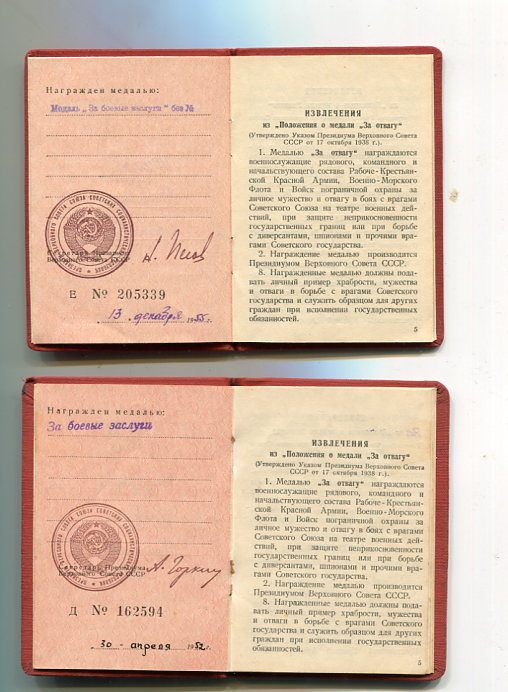 Награжден медалью:
Медаль „За боевые заслуги“ без №
Секретарь Президиума
Верховного Совета СССР
Е № 205339
13 декабря 1955 г.
ИЗВЛЕЧЕНИЯ
из „Положения о медали „За отвагу“
(Утверждено Указом Президиума Верховного Совета
СССР от 17 октября 1938 г.).
1. Медалью „За отвагу“ награждаются
военнослужащие рядового, командного и
начальствующего состава Рабоче-Крестьян-
ской Красной Армии, Военно-Морского
Флота и Войск пограничной охраны за
личное мужество и отвагу в боях с врагами
Советского Союза на театре военных дей-
ствий, при защите неприкосновенности
государственных границ или при борьбе
с диверсантами, шпионами и прочими вра-
гами Советского государства.
2. Награждение медалью производится
Президиумом Верховного Совета СССР.
8. Награжденные медалью должны пода-
вать личный пример храбрости, мужества
и отваги в борьбе с врагами Советского
государства и служить образцом для других
граждан при исполнении государственных
обязанностей.
5
Награжден медалью:
За боевые заслуги
Секретарь Президиума
Верховного Совета СССР
А. Горкин
Д № 162594
30 апреля 1952 г.
ИЗВЛЕЧЕНИЯ
из „Положения о медали „За отвагу“
(Утверждено Указом Президиума Верховного Совета
СССР от 17 октября 1938 г.).
1. Медалью „За отвагу“ награждаются
военнослужащие рядового, командного и
начальствующего состава Рабоче-Крестьян-
ской Красной Армии, Военно-Морского
Флота и Войск пограничной охраны за
личное мужество и отвагу в боях с врагами
Советского Союза на театре военных дей-
ствий, при защите неприкосновенности
государственных границ или при борьбе
с диверсантами, шпионами и прочими вра-
гами Советского государства.
2. Награждение медалью производится
Президиумом Верховного Совета СССР.
8. Награжденные медалью должны пода-
вать личный пример храбрости, мужества
и отваги в борьбе с врагами Советского
государства и служить образцом для других
граждан при исполнении государственных
обязанностей.
5